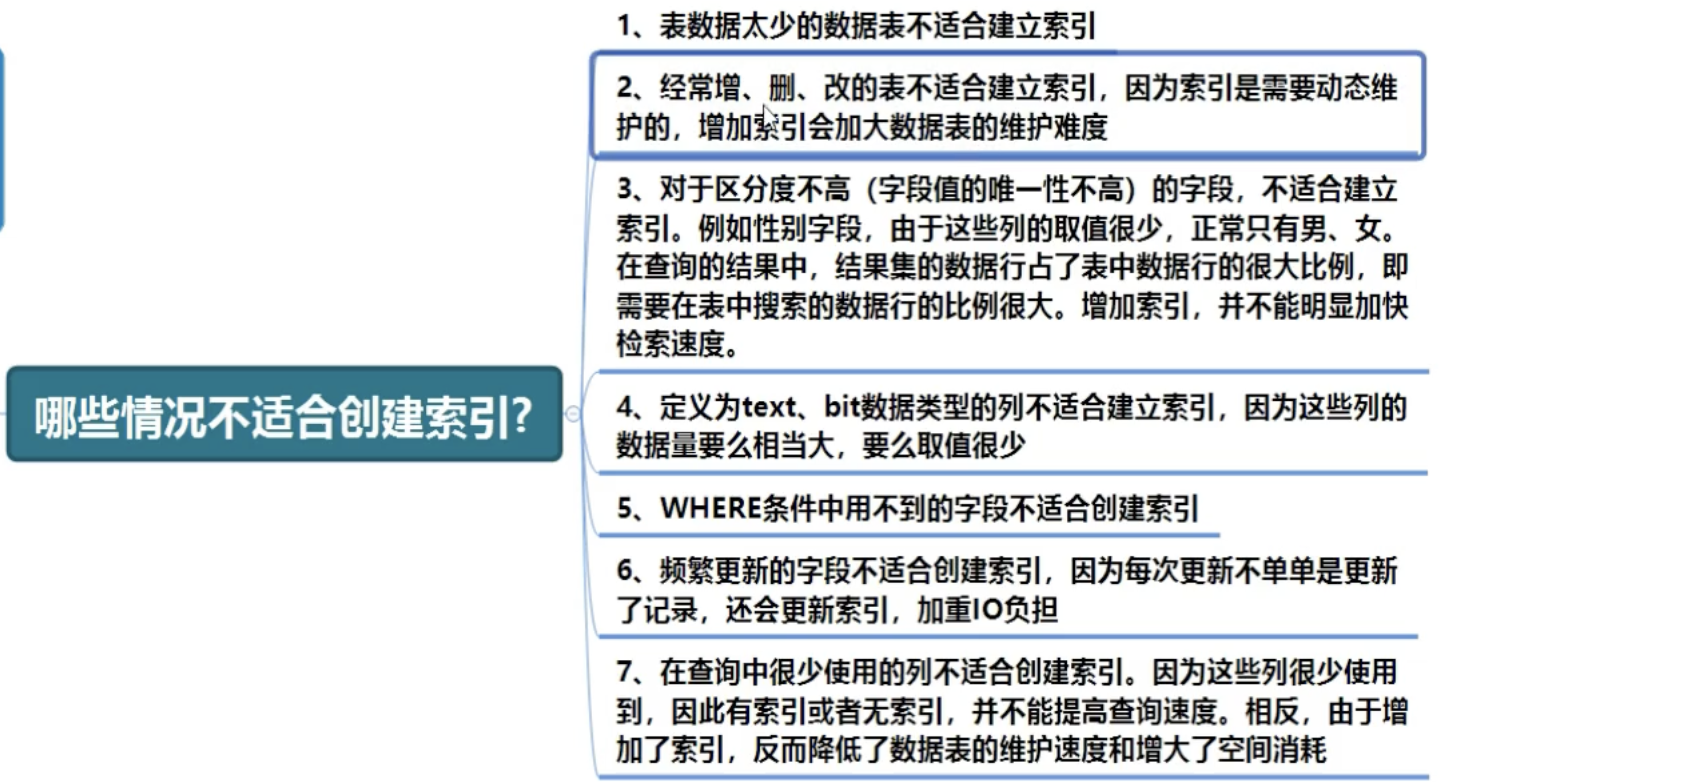 1、表数据太少的数据表不适合建立索引
2、经常增、删、改的表不适合建立索引，因为索引是需要动态维
护的，增加索引会加大数据表的维护难度
3、对于区分度不高（字段值的唯一性不高）的字段，不适合建立
索引。例如性别字段，由于这些列的取值很少，正常只有男、女。
在查询的结果中，结果集的数据行占了表中数据行的很大比例，即
需要在表中搜索的数据行的比例很大。增加索引，并不能明显加快
检索速度。
哪些情况不适合创建索引?
4、定义为text、bit数据类型的列不适合建立索引，因为这些列的
数据量要么相当大，要么取值很少
5、WHERE条件中用不到的字段不适合创建索引
6、频繁更新的字段不适合创建索引，因为每次更新不单单是更新
了记录，还会更新索引，加重IO负担
7、在查询中很少使用的列不适合创建索引。因为这些列很少使用
到，因此有索引或者无索引，并不能提高查询速度。相反，由于增
加了索引，反而降低了数据表的维护速度和增大了空间消耗